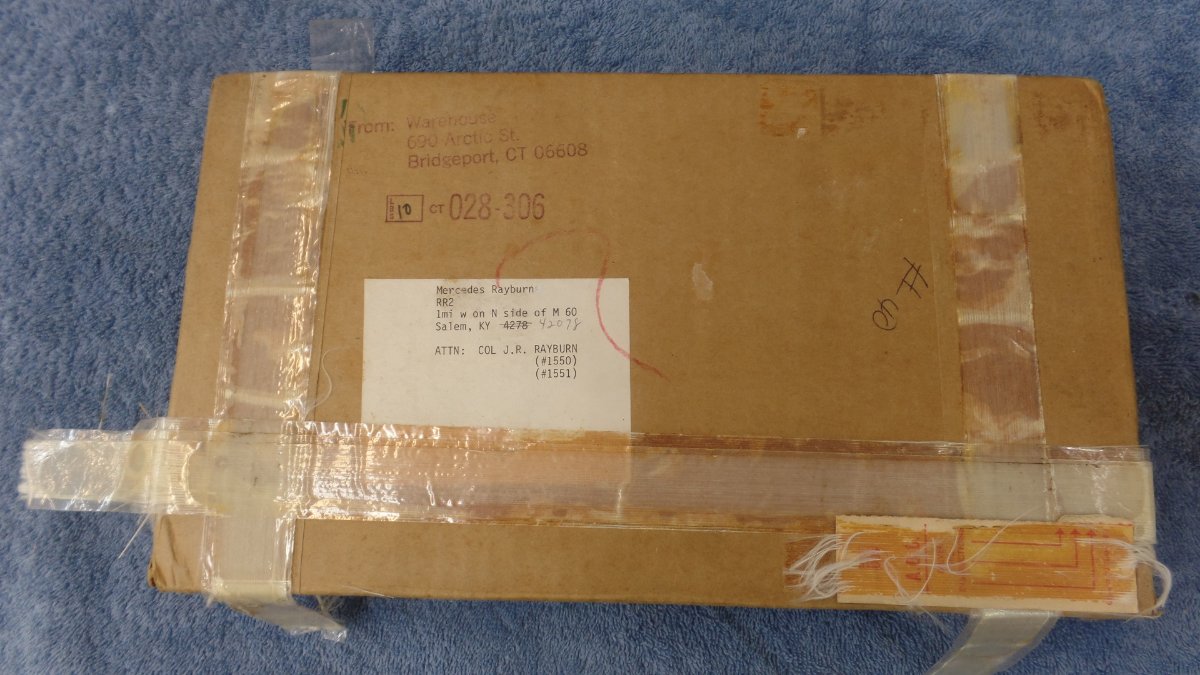 From: Warehouse
690 Arctic St.
Bridgeport, CT 06608
10 CT 028-306
Mercedes Rayburn
RR2
1mi w on N side of M 60
Salem, KY 4278 42078
ATTN: COL J.R. RAYBURN
(#1550)
(#1551)